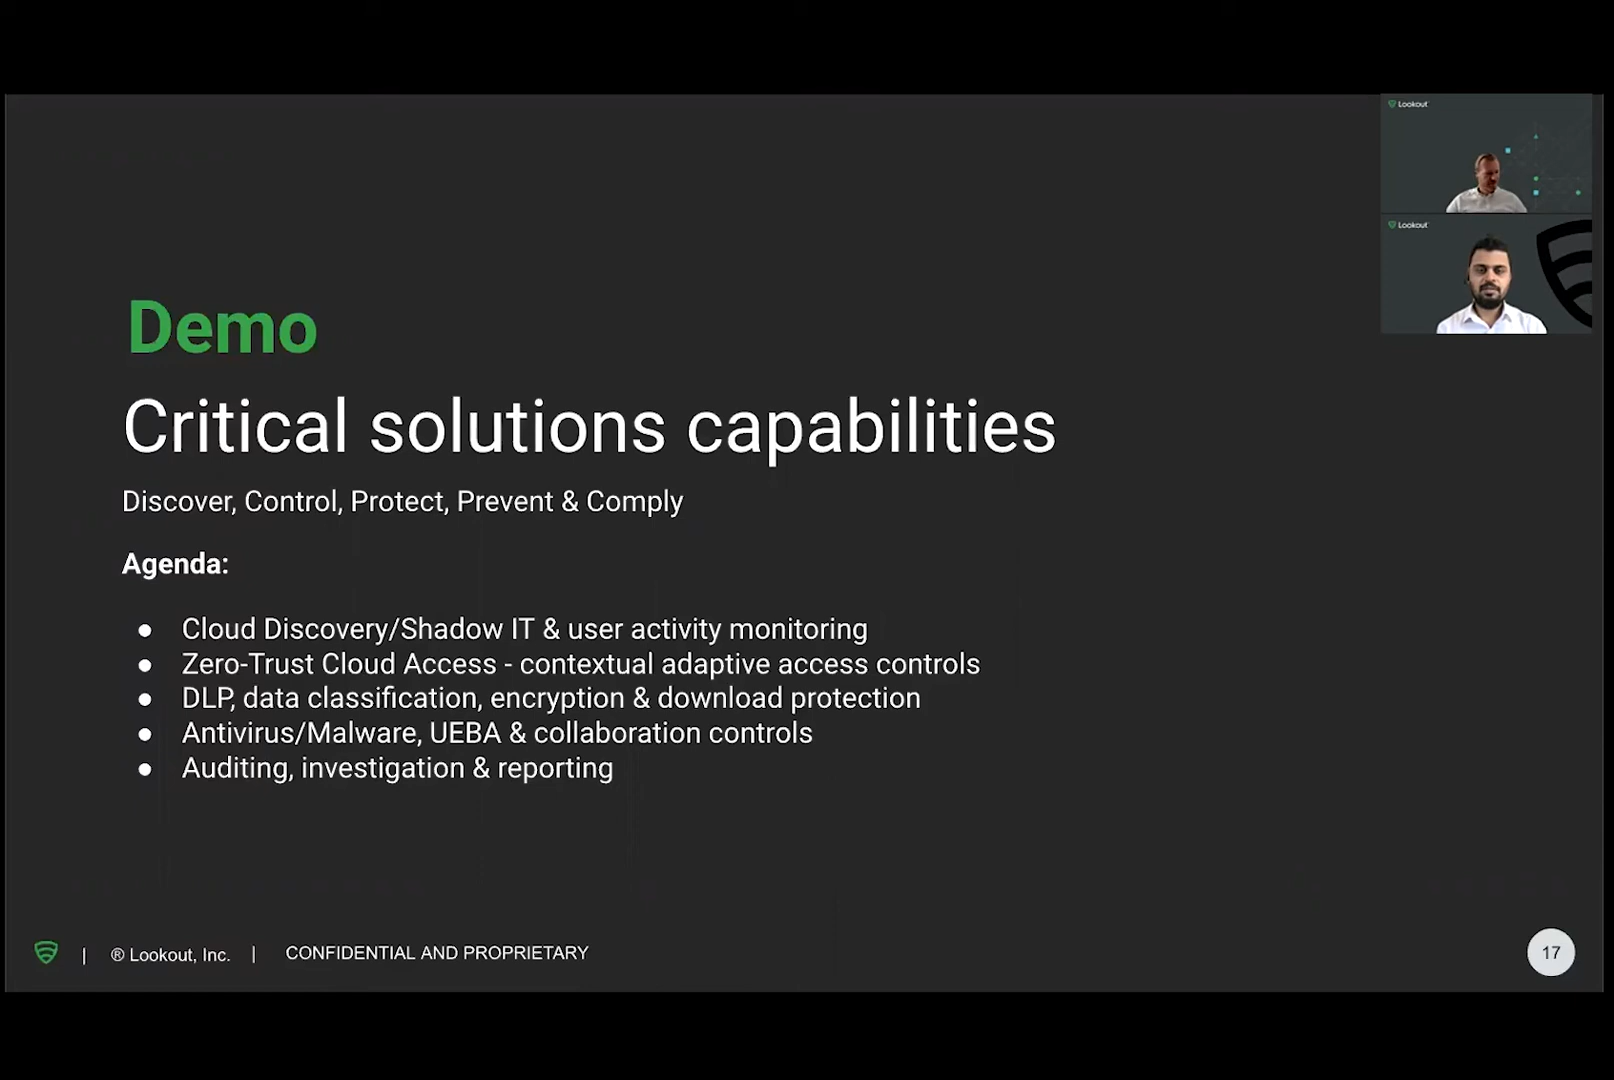 Lookout
Lookout
Demo
Critical solutions capabilities
Discover, Control, Protect, Prevent & Comply
Agenda:
● Cloud Discovery/Shadow IT & user activity monitoring
● Zero-Trust Cloud Access - contextual adaptive access controls
● DLP, data classification, encryption & download protection
● Antivirus/Malware, UEBA & collaboration controls
● Auditing, investigation & reporting
| ® Lookout, Inc. | CONFIDENTIAL AND PROPRIETARY
17